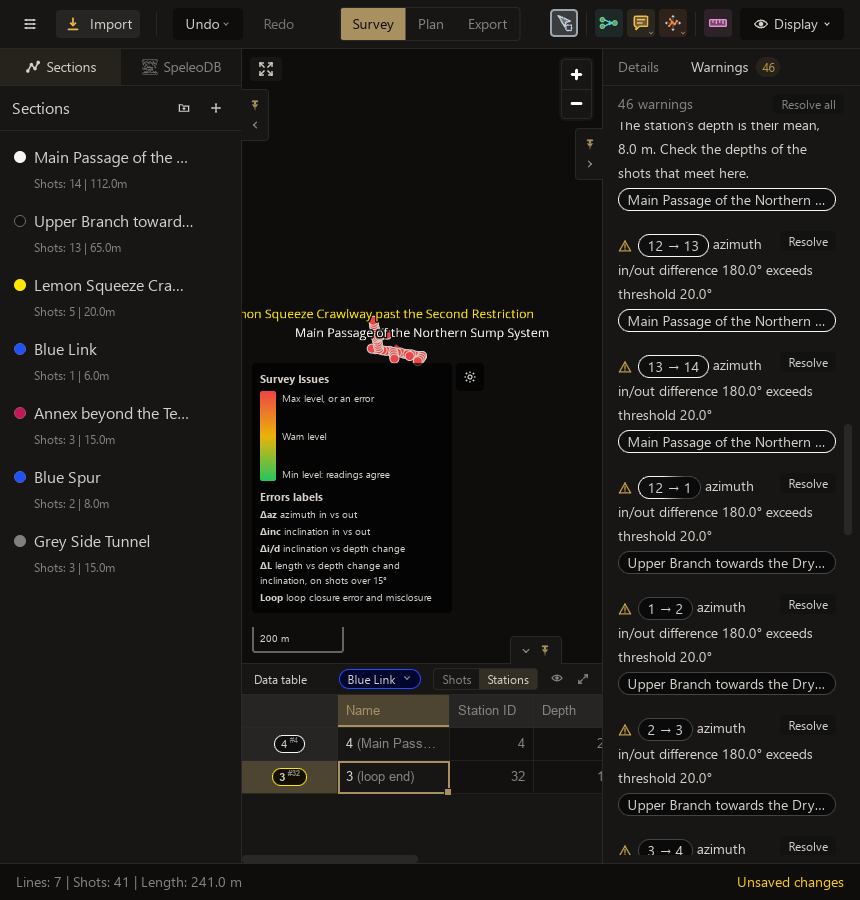 Import
Undo
Redo
Survey
Plan
Export
Display
Sections
SpeleoDB
Sections
Main Passage of the ...
Shots: 14 | 112.0m
Upper Branch toward...
Shots: 13 | 65.0m
Lemon Squeeze Cra...
Shots: 5 | 20.0m
Blue Link
Shots: 1 | 6.0m
Annex beyond the Te...
Shots: 3 | 15.0m
Blue Spur
Shots: 2 | 8.0m
Grey Side Tunnel
Shots: 3 | 15.0m
non Squeeze Crawlway past the Second Restriction
Main Passage of the Northern Sump System
Survey Issues
Max level, or an error
Warn level
Min level: readings agree
Errors labels
Δaz azimuth in vs out
Δinc inclination in vs out
Δi/d inclination vs depth change
ΔL length vs depth change and
inclination, on shots over 15°
Loop loop closure error and misclosure
200 m
Data table
Blue Link
Shots
Stations
Name
Station ID
Depth
4 #4
4 (Main Pass...
4
2
3 #32
3 (loop end)
32
1
Details
Warnings 46
46 warnings
Resolve all
The station's depth is their mean,
8.0 m. Check the depths of the
shots that meet here.
Main Passage of the Northern ...
12 → 13 azimuth
Resolve
in/out difference 180.0° exceeds
threshold 20.0°
Main Passage of the Northern ...
13 → 14 azimuth
Resolve
in/out difference 180.0° exceeds
threshold 20.0°
Main Passage of the Northern ...
12 → 1 azimuth
Resolve
in/out difference 180.0° exceeds
threshold 20.0°
Upper Branch towards the Dry...
1 → 2 azimuth
Resolve
in/out difference 180.0° exceeds
threshold 20.0°
Upper Branch towards the Dry...
2 → 3 azimuth
Resolve
in/out difference 180.0° exceeds
threshold 20.0°
Upper Branch towards the Dry...
3 → 4 azimuth
Resolve
Lines: 7 | Shots: 41 | Length: 241.0 m
Unsaved changes